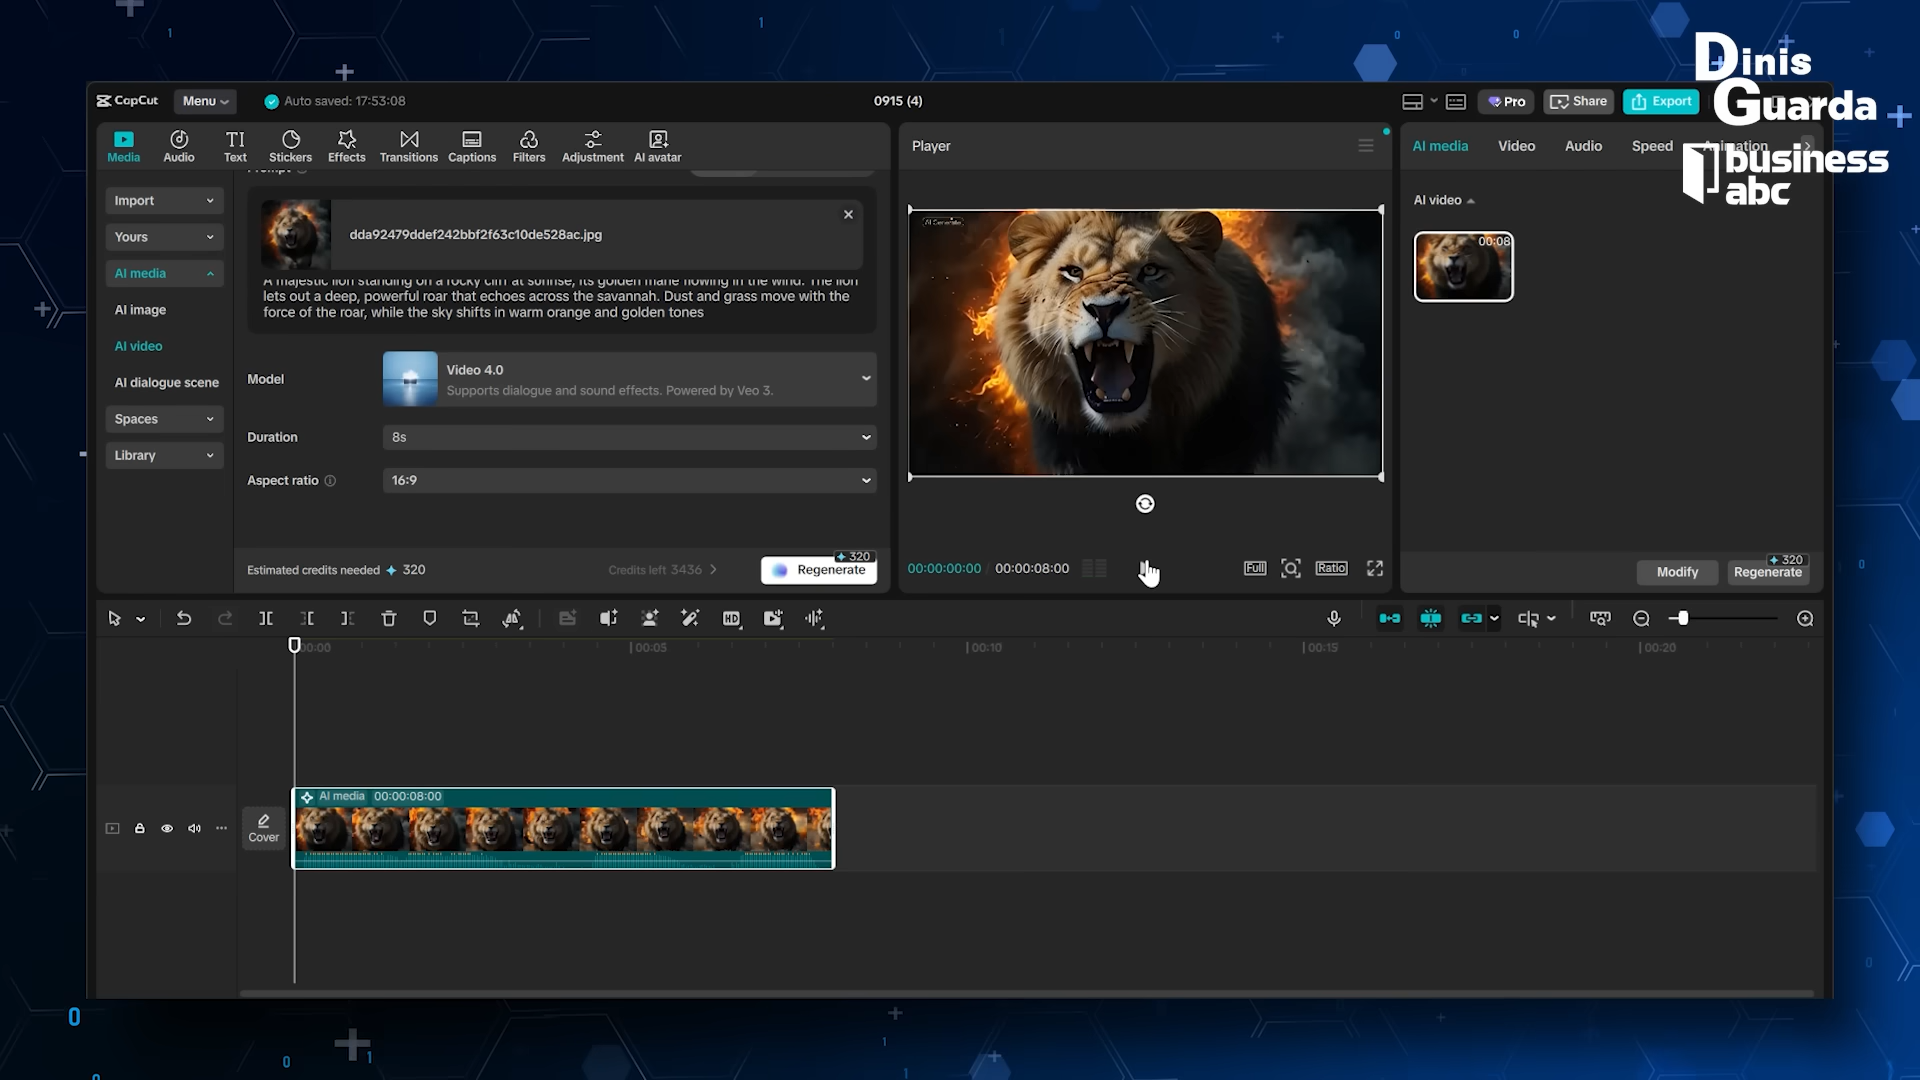 Dinis
Guarda
business
abc
CapCut
Menu
Auto saved: 17:53:08
0915 (4)
Pro
Share
Export
Media
Audio
Text
Stickers
Effects
Transitions
Captions
Filters
Adjustment
AI avatar
Import
Yours
AI media
AI image
AI video
AI dialogue scene
Spaces
Library
Prompt
dda92479ddef242bbf2f63c10de528ac.jpg
A majestic lion standing on a rocky cliff at sunrise, its golden mane flowing in the wind. The lion
lets out a deep, powerful roar that echoes across the savannah. Dust and grass move with the
force of the roar, while the sky shifts in warm orange and golden tones
Model
Video 4.0
Supports dialogue and sound effects. Powered by Veo 3.
Duration
8s
Aspect ratio
16:9
Estimated credits needed
320
Credits left 3436
320
Regenerate
Player
00:00:00:00 / 00:00:08:00
Full
Ratio
AI media
Video
Audio
Speed
Animation
AI video
00:08
Modify
320
Regenerate
HD
00:00
00:05
00:10
00:15
00:20
Cover
AI media 00:00:08:00